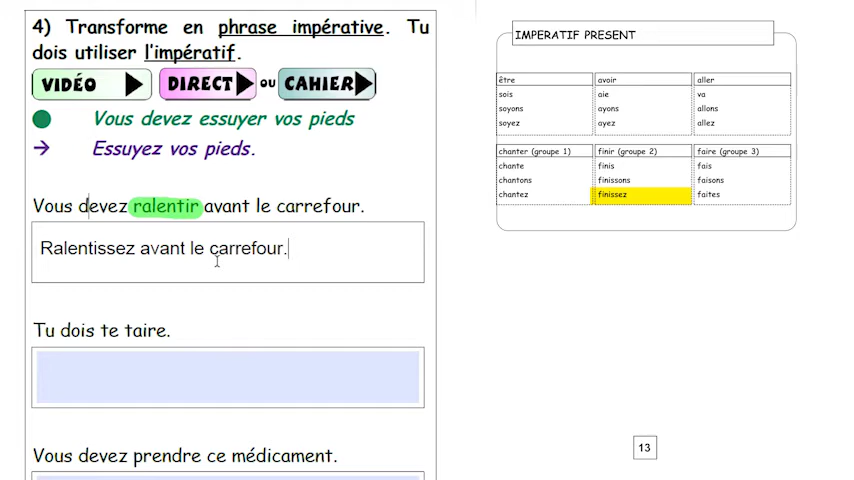 4) Transforme en phrase impérative. Tu
dois utiliser l'impératif.
VIDÉO DIRECT OU CAHIER
Vous devez essuyer vos pieds
→ Essuyez vos pieds.
Vous devez ralentir avant le carrefour.
Ralentissez avant le carrefour.
Tu dois te taire.
Vous devez prendre ce médicament.
IMPERATIF PRESENT
être avoir aller
sois aie va
soyons ayons allons
soyez ayez allez
chanter (groupe 1) finir (groupe 2) faire (groupe 3)
chante finis fais
chantons finissons faisons
chantez finissez faites
13